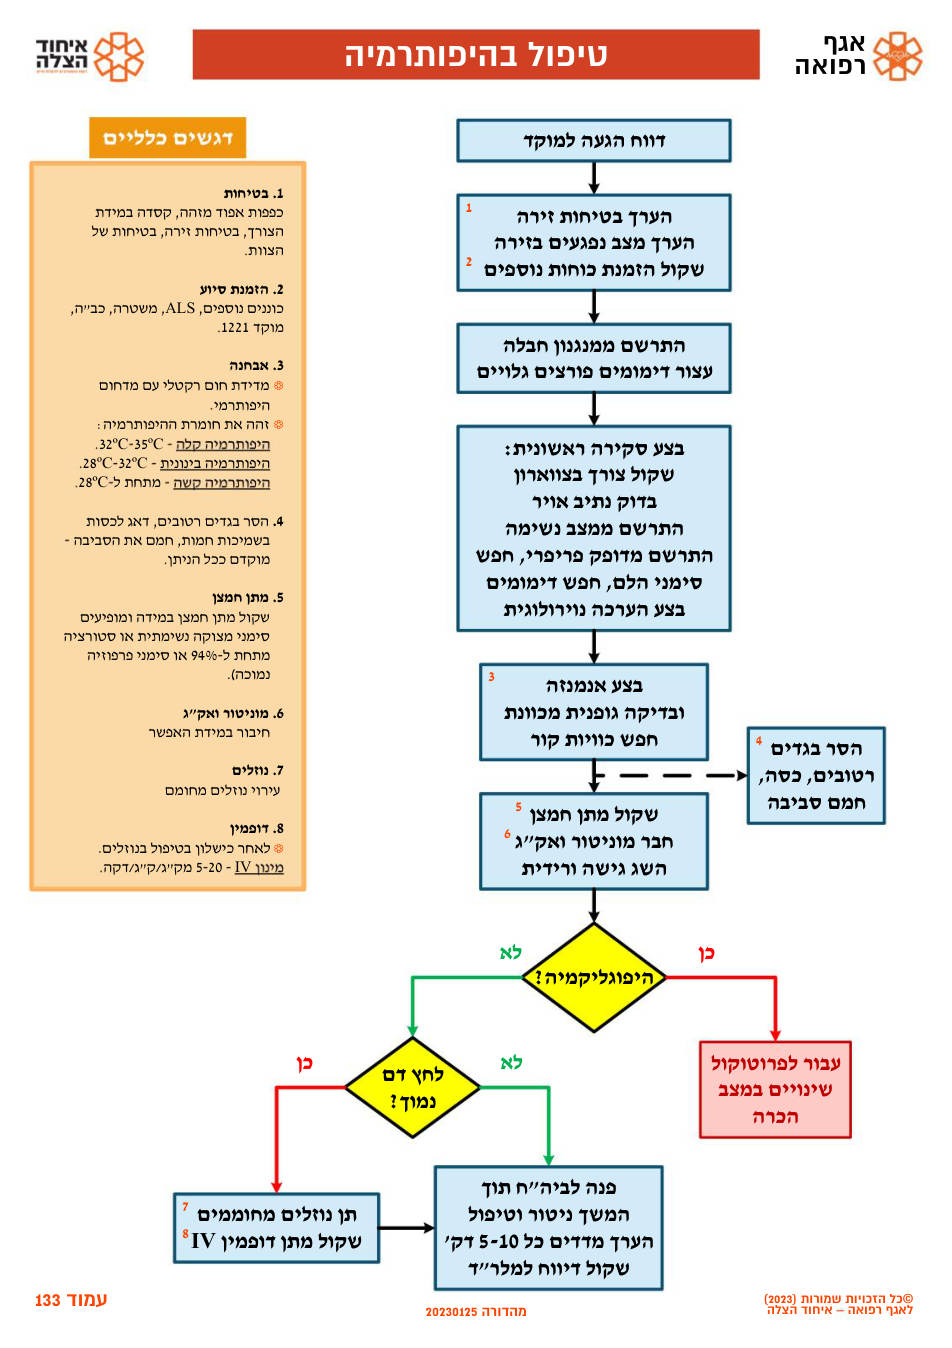 אגף
רפואה
טיפול בהיפותרמיה
איחוד
הצלה
דווח הגעה למוקד
1
הערך בטיחות זירה
הערך מצב נפגעים בזירה
2
שקול הזמנת כוחות נוספים
התרשם ממנגנון חבלה
עצור דימומים פורצים גלויים
בצע סקירה ראשונית:
שקול צורך בצווארון
בדוק נתיב אויר
התרשם ממצב נשימה
התרשם מדופק פריפרי, חפש
סימני הלם, חפש דימומים
בצע הערכה נוירולוגית
3
בצע אנמנזה
ובדיקה גופנית מכוונת
חפש כוויות קור
4
הסר בגדים
רטובים, כסה,
חמם סביבה
שקול מתן חמצן 5
חבר מוניטור ואק״ג 6
השג גישה ורידית
היפוגליקמיה?
כן
לא
עבור לפרוטוקול
שינויים במצב
הכרה
לחץ דם
נמוך?
לא
כן
תן נוזלים מחוממים 7
שקול מתן דופמין IV 8
פנה לביה״ח תוך
המשך ניטור וטיפול
הערך מדדים כל 5-10 דק׳
שקול דיווח למלר״ד
דגשים כלליים
1. בטיחות
כפפות אפוד מזהה, קסדה במידת
הצורך, בטיחות זירה, בטיחות של
הצוות.
2. הזמנת סיוע
כוננים נוספים, ALS, משטרה, כב״ה,
מוקד 1221.
3. אבחנה
מדידת חום רקטלי עם מדחום
היפותרמי.
זהה את חומרת ההיפותרמיה:
היפותרמיה קלה - 32ºC-35ºC.
היפותרמיה בינונית - 28ºC-32ºC.
היפותרמיה קשה - מתחת ל-28ºC.
4. הסר בגדים רטובים, דאג לכסות
בשמיכות חמות, חמם את הסביבה -
מוקדם ככל הניתן.
5. מתן חמצן
שקול מתן חמצן במידה ומופיעים
סימני מצוקה נשימתית או סטורציה
מתחת ל-94% או סימני פרפוזיה
נמוכה).
6. מוניטור ואק״ג
חיבור במידת האפשר
7. נוזלים
עירוי נוזלים מחומם
8. דופמין
לאחר כישלון בטיפול בנוזלים.
מינון IV - 5-20 מק״ג/ק״ג/דקה.
©כל הזכויות שמורות (2023)
לאגף רפואה – איחוד הצלה
מהדורה 20230125
עמוד 133